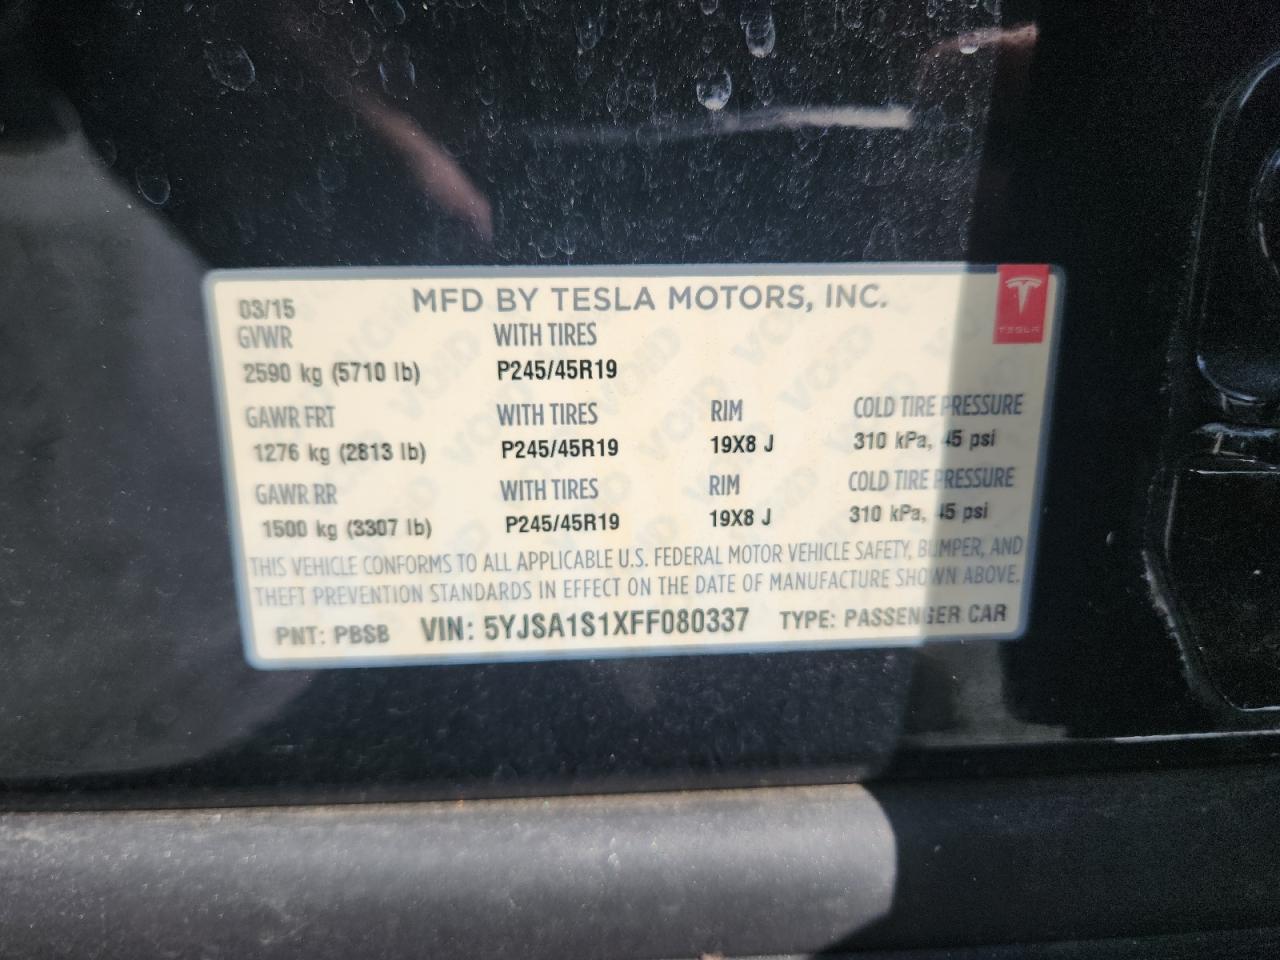 03/15 MFD BY TESLA MOTORS, INC. TESLA
GVWR WITH TIRES
2590 kg (5710 lb) P245/45R19
GAWR FRT WITH TIRES RIM COLD TIRE PRESSURE
1276 kg (2813 lb) P245/45R19 19X8 J 310 kPa, 45 psi
GAWR RR WITH TIRES RIM COLD TIRE PRESSURE
1500 kg (3307 lb) P245/45R19 19X8 J 310 kPa, 45 psi
THIS VEHICLE CONFORMS TO ALL APPLICABLE U.S. FEDERAL MOTOR VEHICLE SAFETY, BUMPER, AND
THEFT PREVENTION STANDARDS IN EFFECT ON THE DATE OF MANUFACTURE SHOWN ABOVE.
PNT: PBSB VIN: 5YJSA1S1XFF080337 TYPE: PASSENGER CAR